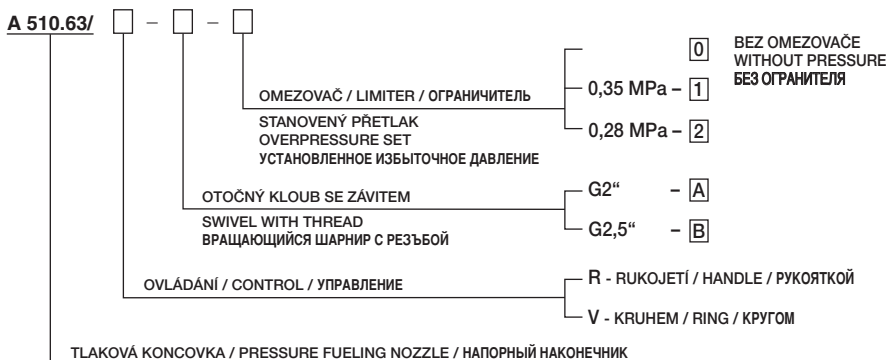 A 510.63/ □ – □ – □
0
BEZ OMEZOVAČE
WITHOUT PRESSURE
БЕЗ ОГРАНИТЕЛЯ
OMEZOVAČ / LIMITER / ОГРАНИЧИТЕЛЬ
0,35 MPa – 1
STANOVENÝ PŘETLAK
OVERPRESSURE SET
УСТАНОВЛЕННОЕ ИЗБЫТОЧНОЕ ДАВЛЕНИЕ
0,28 MPa – 2
OTOČNÝ KLOUB SE ZÁVITEM
G2“ – A
SWIVEL WITH THREAD
ВРАЩАЮЩИЙСЯ ШАРНИР С РЕЗЬБОЙ
G2,5“ – B
OVLÁDÁNÍ / CONTROL / УПРАВЛЕНИЕ
R - RUKOJETÍ / HANDLE / РУКОЯТКОЙ
V - KRUHEM / RING / КРУГОМ
TLAKOVÁ KONCOVKA / PRESSURE FUELING NOZZLE / НАПОРНЫЙ НАКОНЕЧНИК